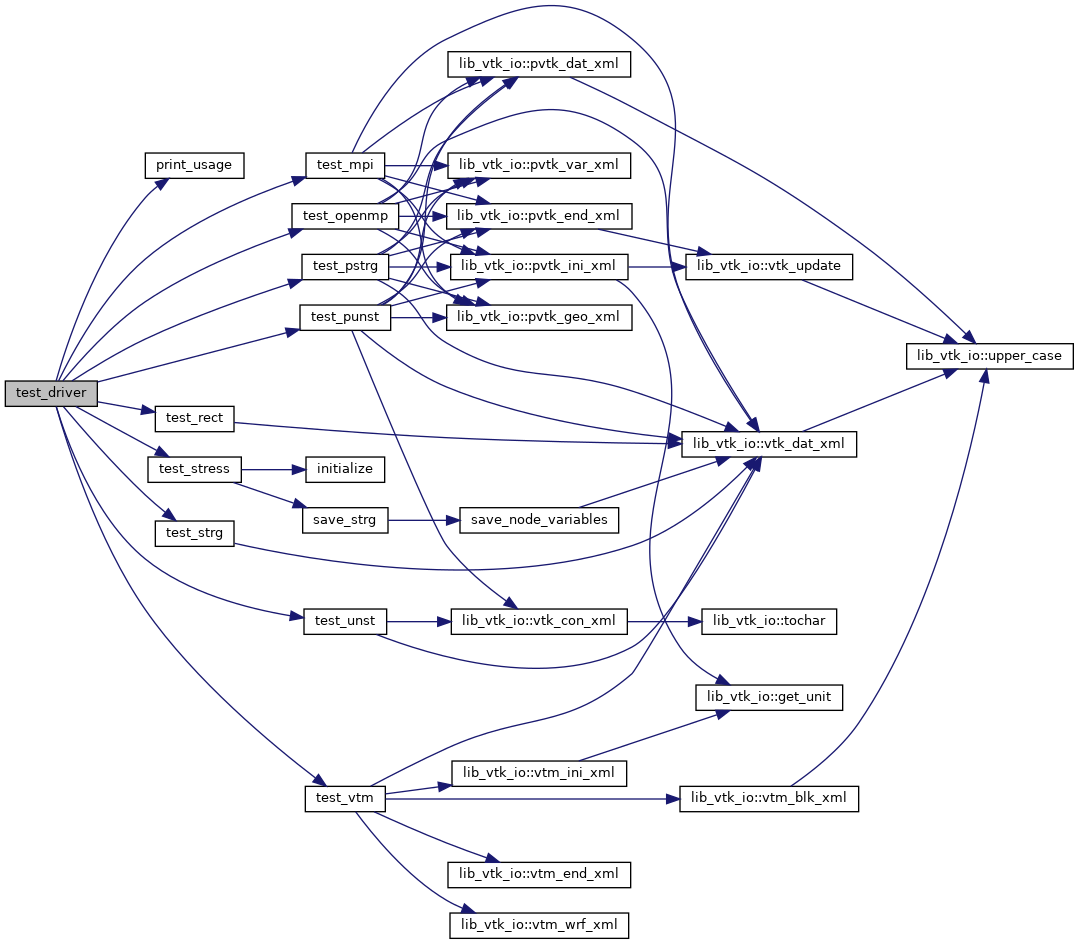 test_driver
print_usage
test_mpi
test_openmp
test_pstrg
test_punst
test_rect
test_stress
test_strg
test_unst
test_vtm
initialize
save_strg
lib_vtk_io::pvtk_dat_xml
lib_vtk_io::pvtk_var_xml
lib_vtk_io::pvtk_end_xml
lib_vtk_io::pvtk_ini_xml
lib_vtk_io::pvtk_geo_xml
save_node_variables
lib_vtk_io::vtk_con_xml
lib_vtk_io::vtm_ini_xml
lib_vtk_io::vtm_end_xml
lib_vtk_io::vtm_wrf_xml
lib_vtk_io::vtk_update
lib_vtk_io::vtk_dat_xml
lib_vtk_io::tochar
lib_vtk_io::get_unit
lib_vtk_io::vtm_blk_xml
lib_vtk_io::upper_case